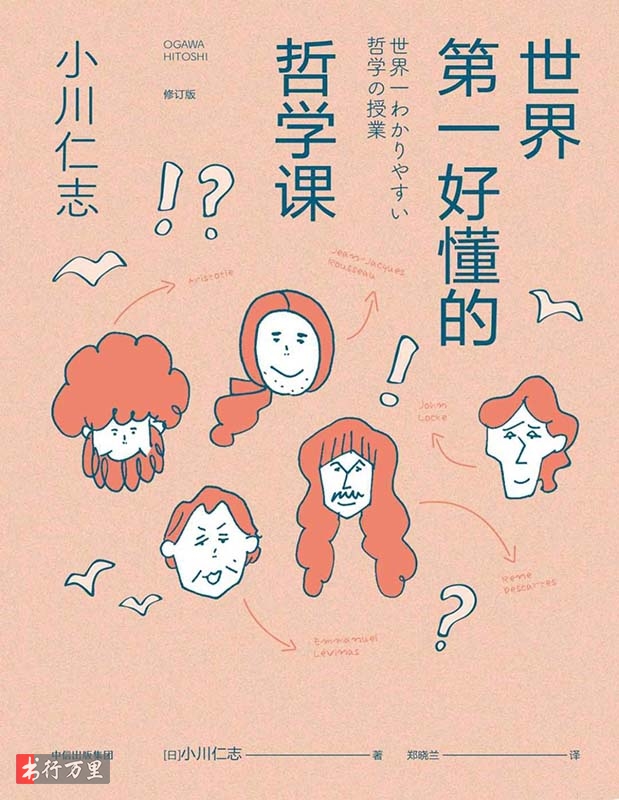 世界
第一好懂的
世界一わかりやすい
哲学の授業
哲学课
OGAWA
HITOSHI
修订版
小川仁志
!?
Aristotle
Jean-Jacques
Rousseau
!
John
Locke
Rene
Descartes
?
Emmanuel
Lévinas
中信出版集团
[日]小川仁志 著 郑晓兰 译
书行万里